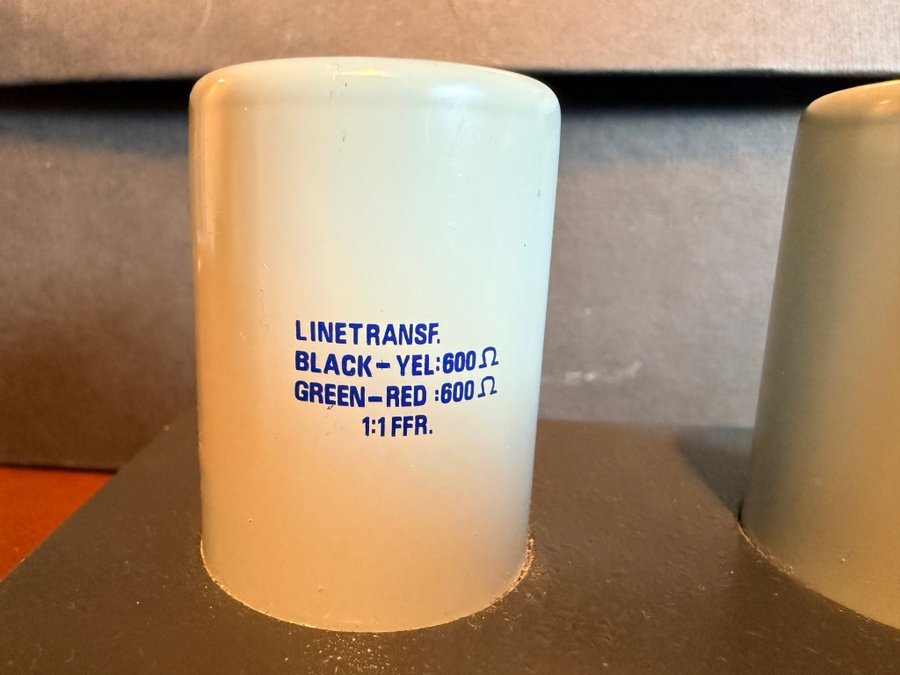 LINETRANSF.
BLACK-YEL:600Ω
GREEN-RED :600Ω
1:1 FFR.